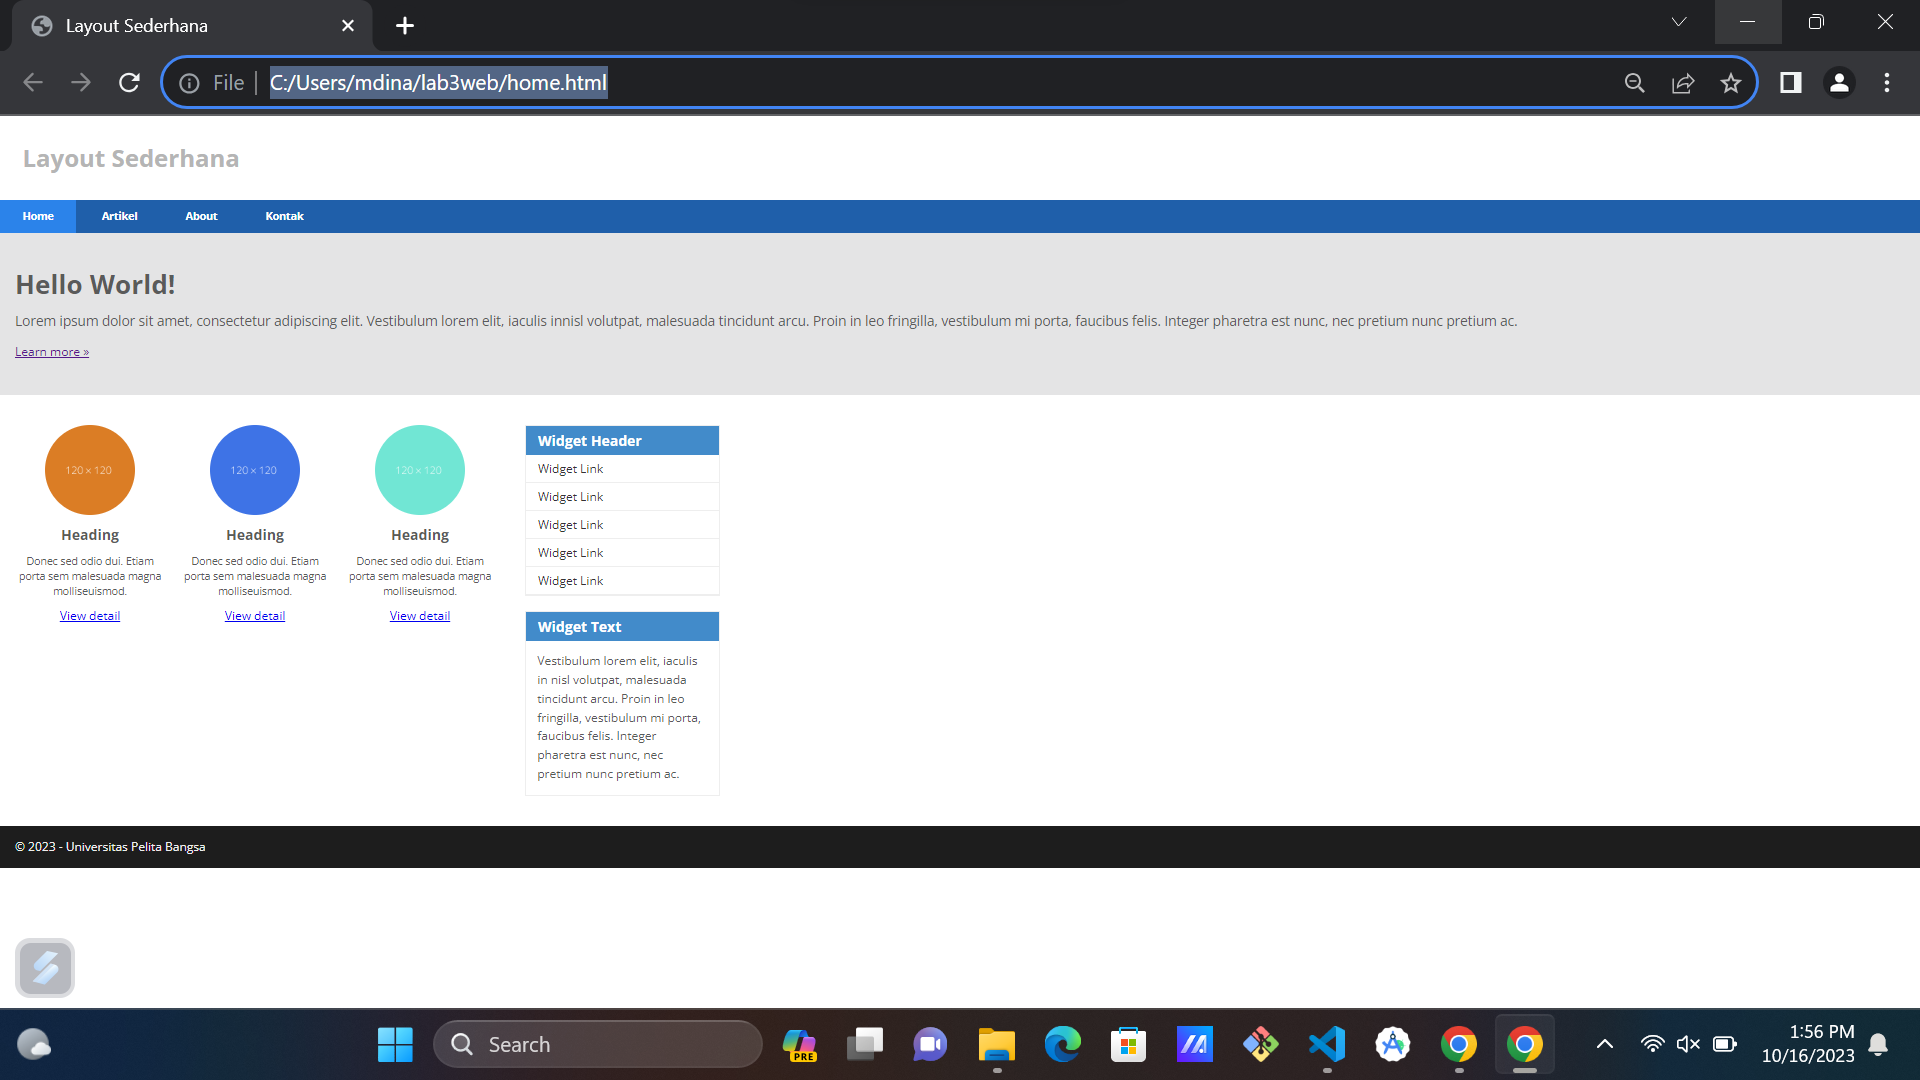 Layout Sederhana
File
C:/Users/mdina/lab3web/home.html
Layout Sederhana
Home Artikel About Kontak
Hello World!
Lorem ipsum dolor sit amet, consectetur adipiscing elit. Vestibulum lorem elit, iaculis innisl volutpat, malesuada tincidunt arcu. Proin in leo fringilla, vestibulum mi porta, faucibus felis. Integer pharetra est nunc, nec pretium nunc pretium ac.
Learn more »
120 × 120
Heading
Donec sed odio dui. Etiam
porta sem malesuada magna
molliseuismod.
View detail
120 × 120
Heading
Donec sed odio dui. Etiam
porta sem malesuada magna
molliseuismod.
View detail
120 × 120
Heading
Donec sed odio dui. Etiam
porta sem malesuada magna
molliseuismod.
View detail
Widget Header
Widget Link
Widget Link
Widget Link
Widget Link
Widget Link
Widget Text
Vestibulum lorem elit, iaculis
in nisl volutpat, malesuada
tincidunt arcu. Proin in leo
fringilla, vestibulum mi porta,
faucibus felis. Integer
pharetra est nunc, nec
pretium nunc pretium ac.
© 2023 - Universitas Pelita Bangsa
Search
PRE
1:56 PM
10/16/2023